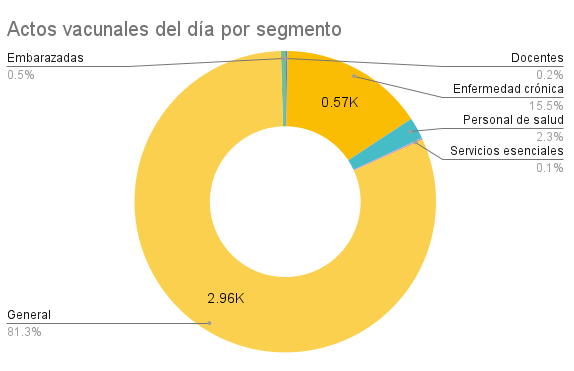 Actos vacunales del día por segmento
Embarazadas
0.5%
Docentes
0.2%
Enfermedad crónica
15.5%
Personal de salud
2.3%
Servicios esenciales
0.1%
0.57K
2.96K
General
81.3%